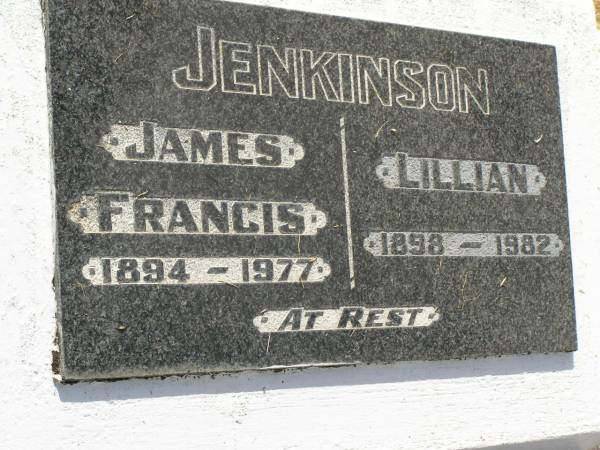 JENKINSON
JAMES
FRANCIS
1894 - 1977
LILLIAN
1898 - 1982
AT REST